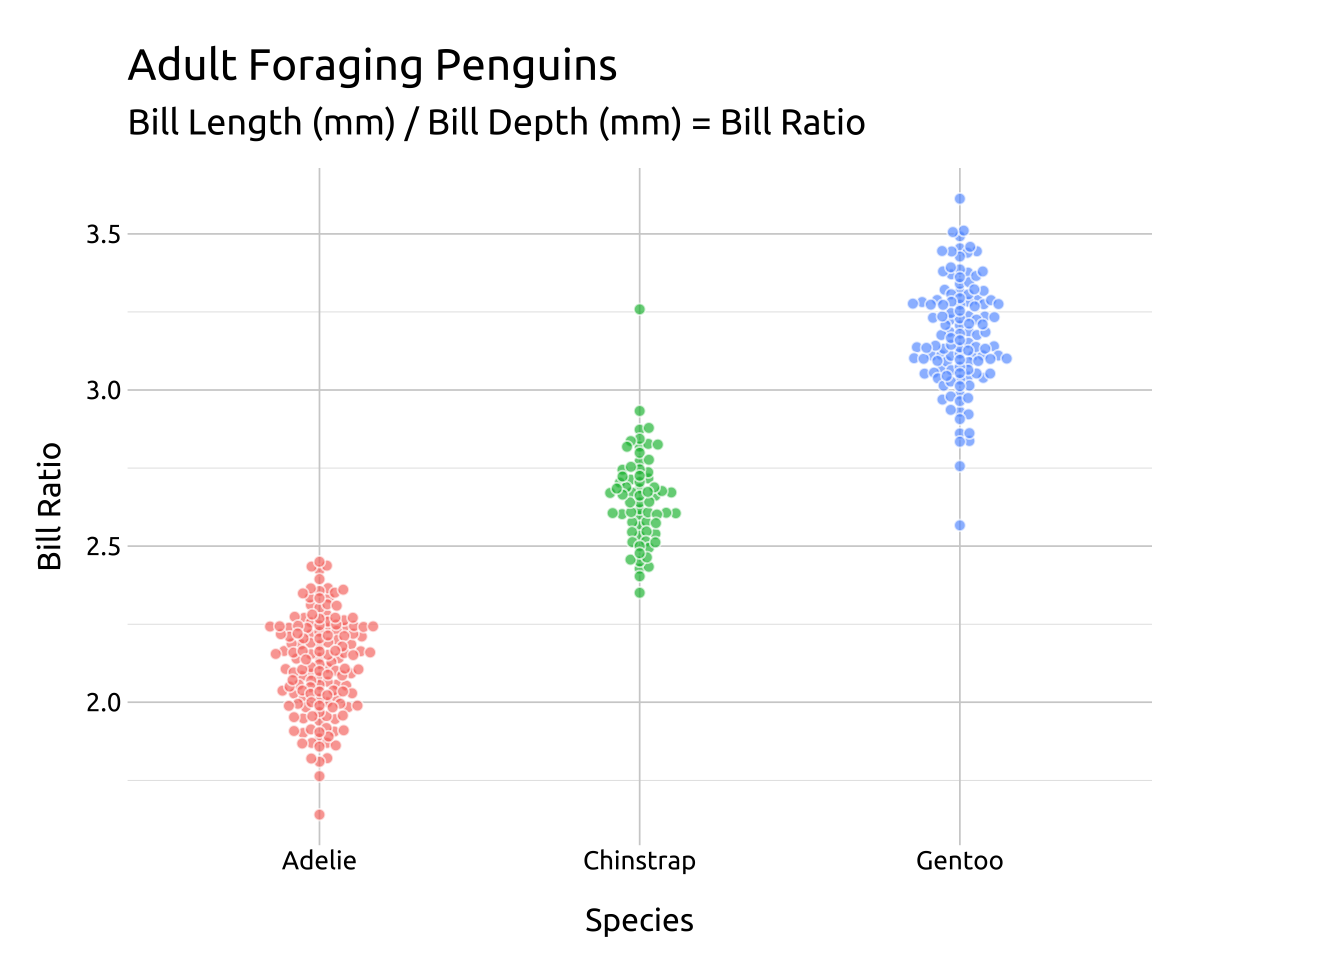 Adult Foraging Penguins
Bill Length (mm) / Bill Depth (mm) = Bill Ratio
Bill Ratio
3.5
3.0
2.5
2.0
Adelie
Chinstrap
Gentoo
Species